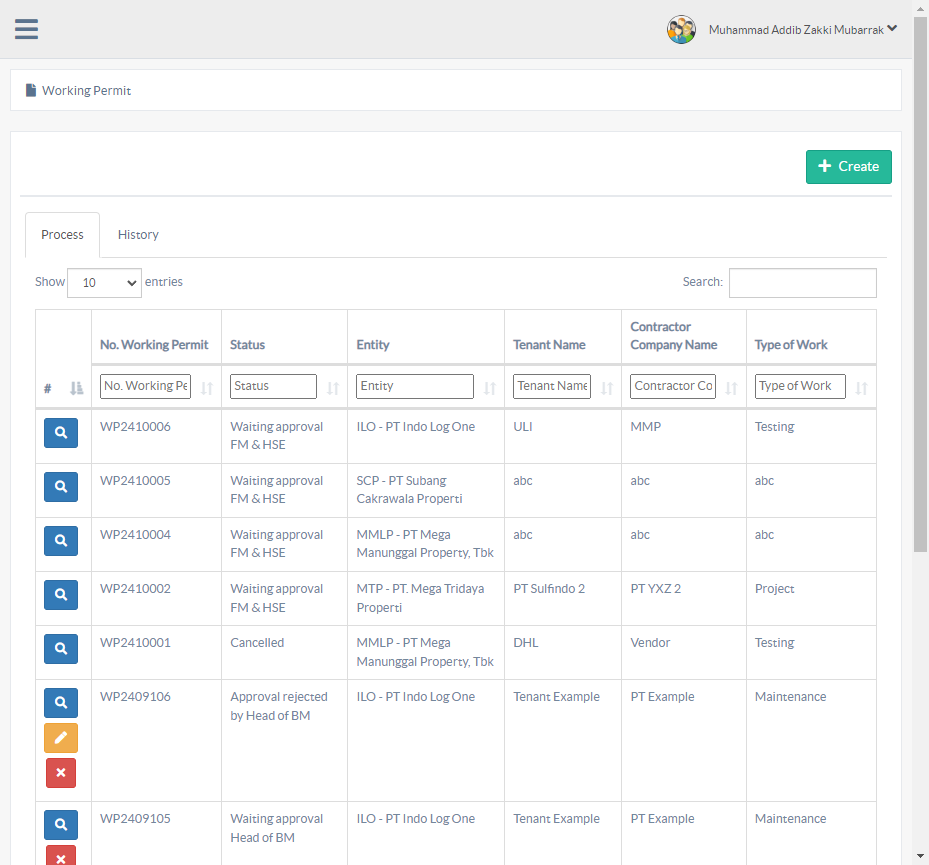 Muhammad Addib Zakki Mubarrak
Working Permit
Create
Process
History
Show 10 entries
Search:
No. Working Permit
Status
Entity
Tenant Name
Contractor
Company Name
Type of Work
#
No. Working Pe
Status
Entity
Tenant Name
Contractor Co
Type of Work
WP2410006
Waiting approval
FM & HSE
ILO - PT Indo Log One
ULI
MMP
Testing
WP2410005
Waiting approval
FM & HSE
SCP - PT Subang
Cakrawala Properti
abc
abc
abc
WP2410004
Waiting approval
FM & HSE
MMLP - PT Mega
Manunggal Property, Tbk
abc
abc
abc
WP2410002
Waiting approval
FM & HSE
MTP - PT. Mega Tridaya
Properti
PT Sulfindo 2
PT YXZ 2
Project
WP2410001
Cancelled
MMLP - PT Mega
Manunggal Property, Tbk
DHL
Vendor
Testing
WP2409106
Approval rejected
by Head of BM
ILO - PT Indo Log One
Tenant Example
PT Example
Maintenance
WP2409105
Waiting approval
Head of BM
ILO - PT Indo Log One
Tenant Example
PT Example
Maintenance